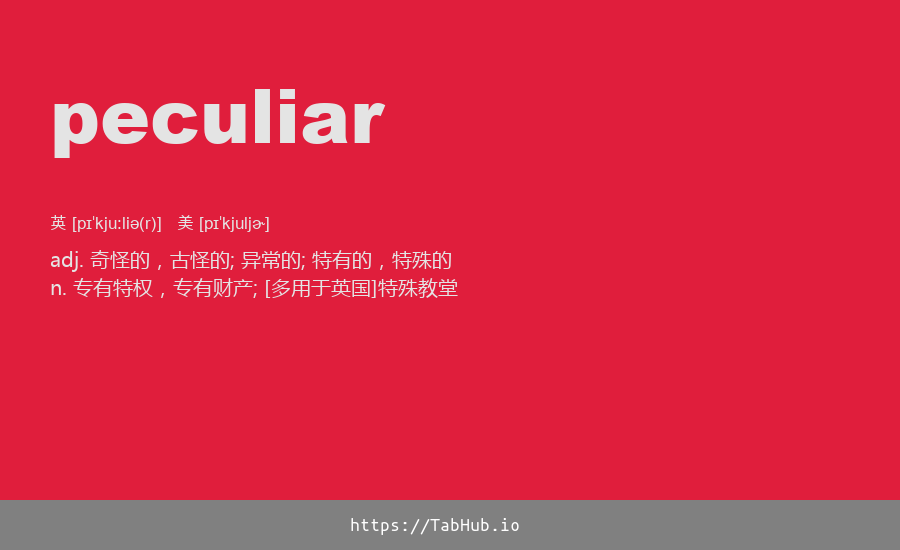 peculiar
英 [pɪˈkjuːliə(r)] 美 [pɪˈkjuljɚ]
adj. 奇怪的，古怪的; 异常的; 特有的，特殊的
n. 专有特权，专有财产; [多用于英国]特殊教堂
https://TabHub.io